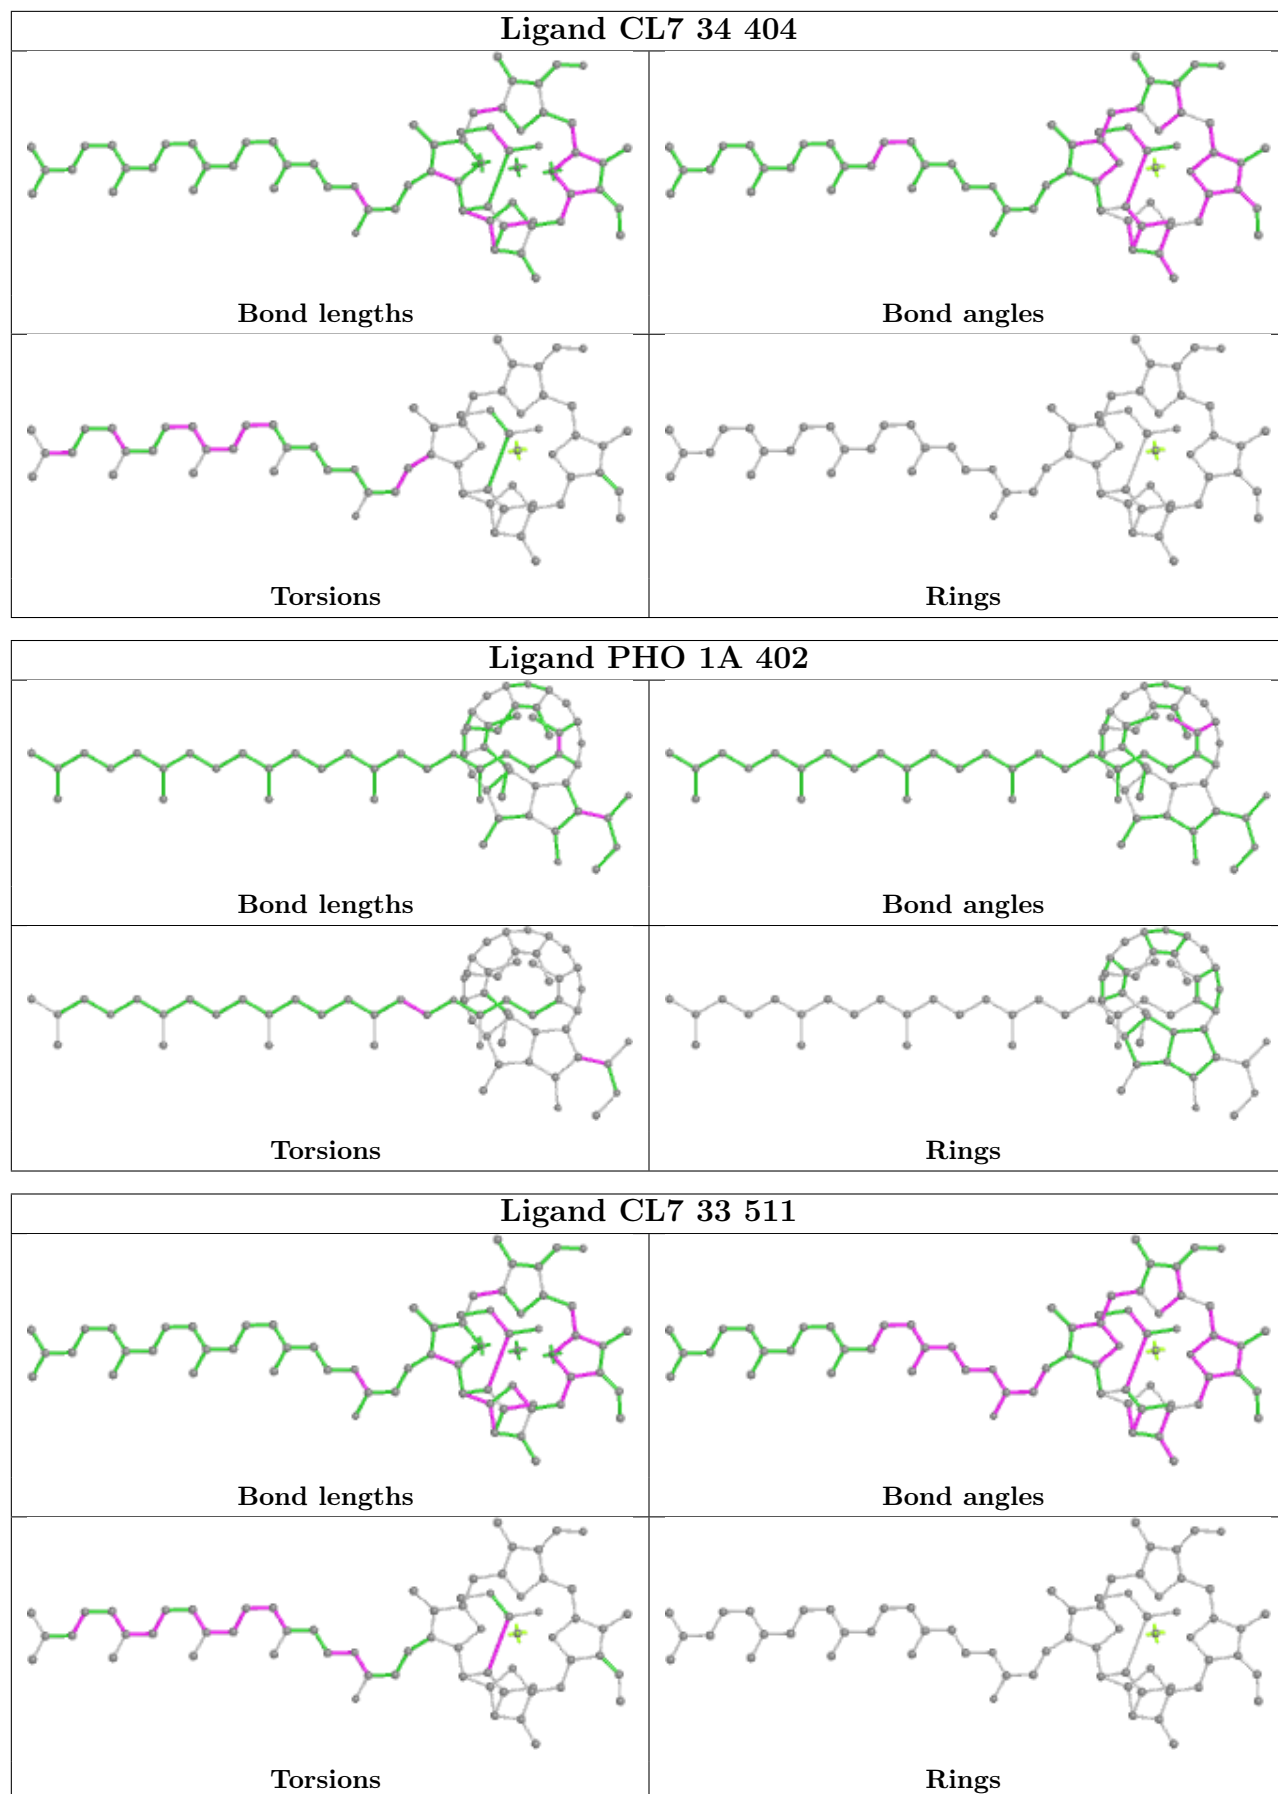 Ligand CL7 34 404
Bond lengths
Bond angles
Torsions
Rings
Ligand PHO 1A 402
Bond lengths
Bond angles
Torsions
Rings
Ligand CL7 33 511
Bond lengths
Bond angles
Torsions
Rings